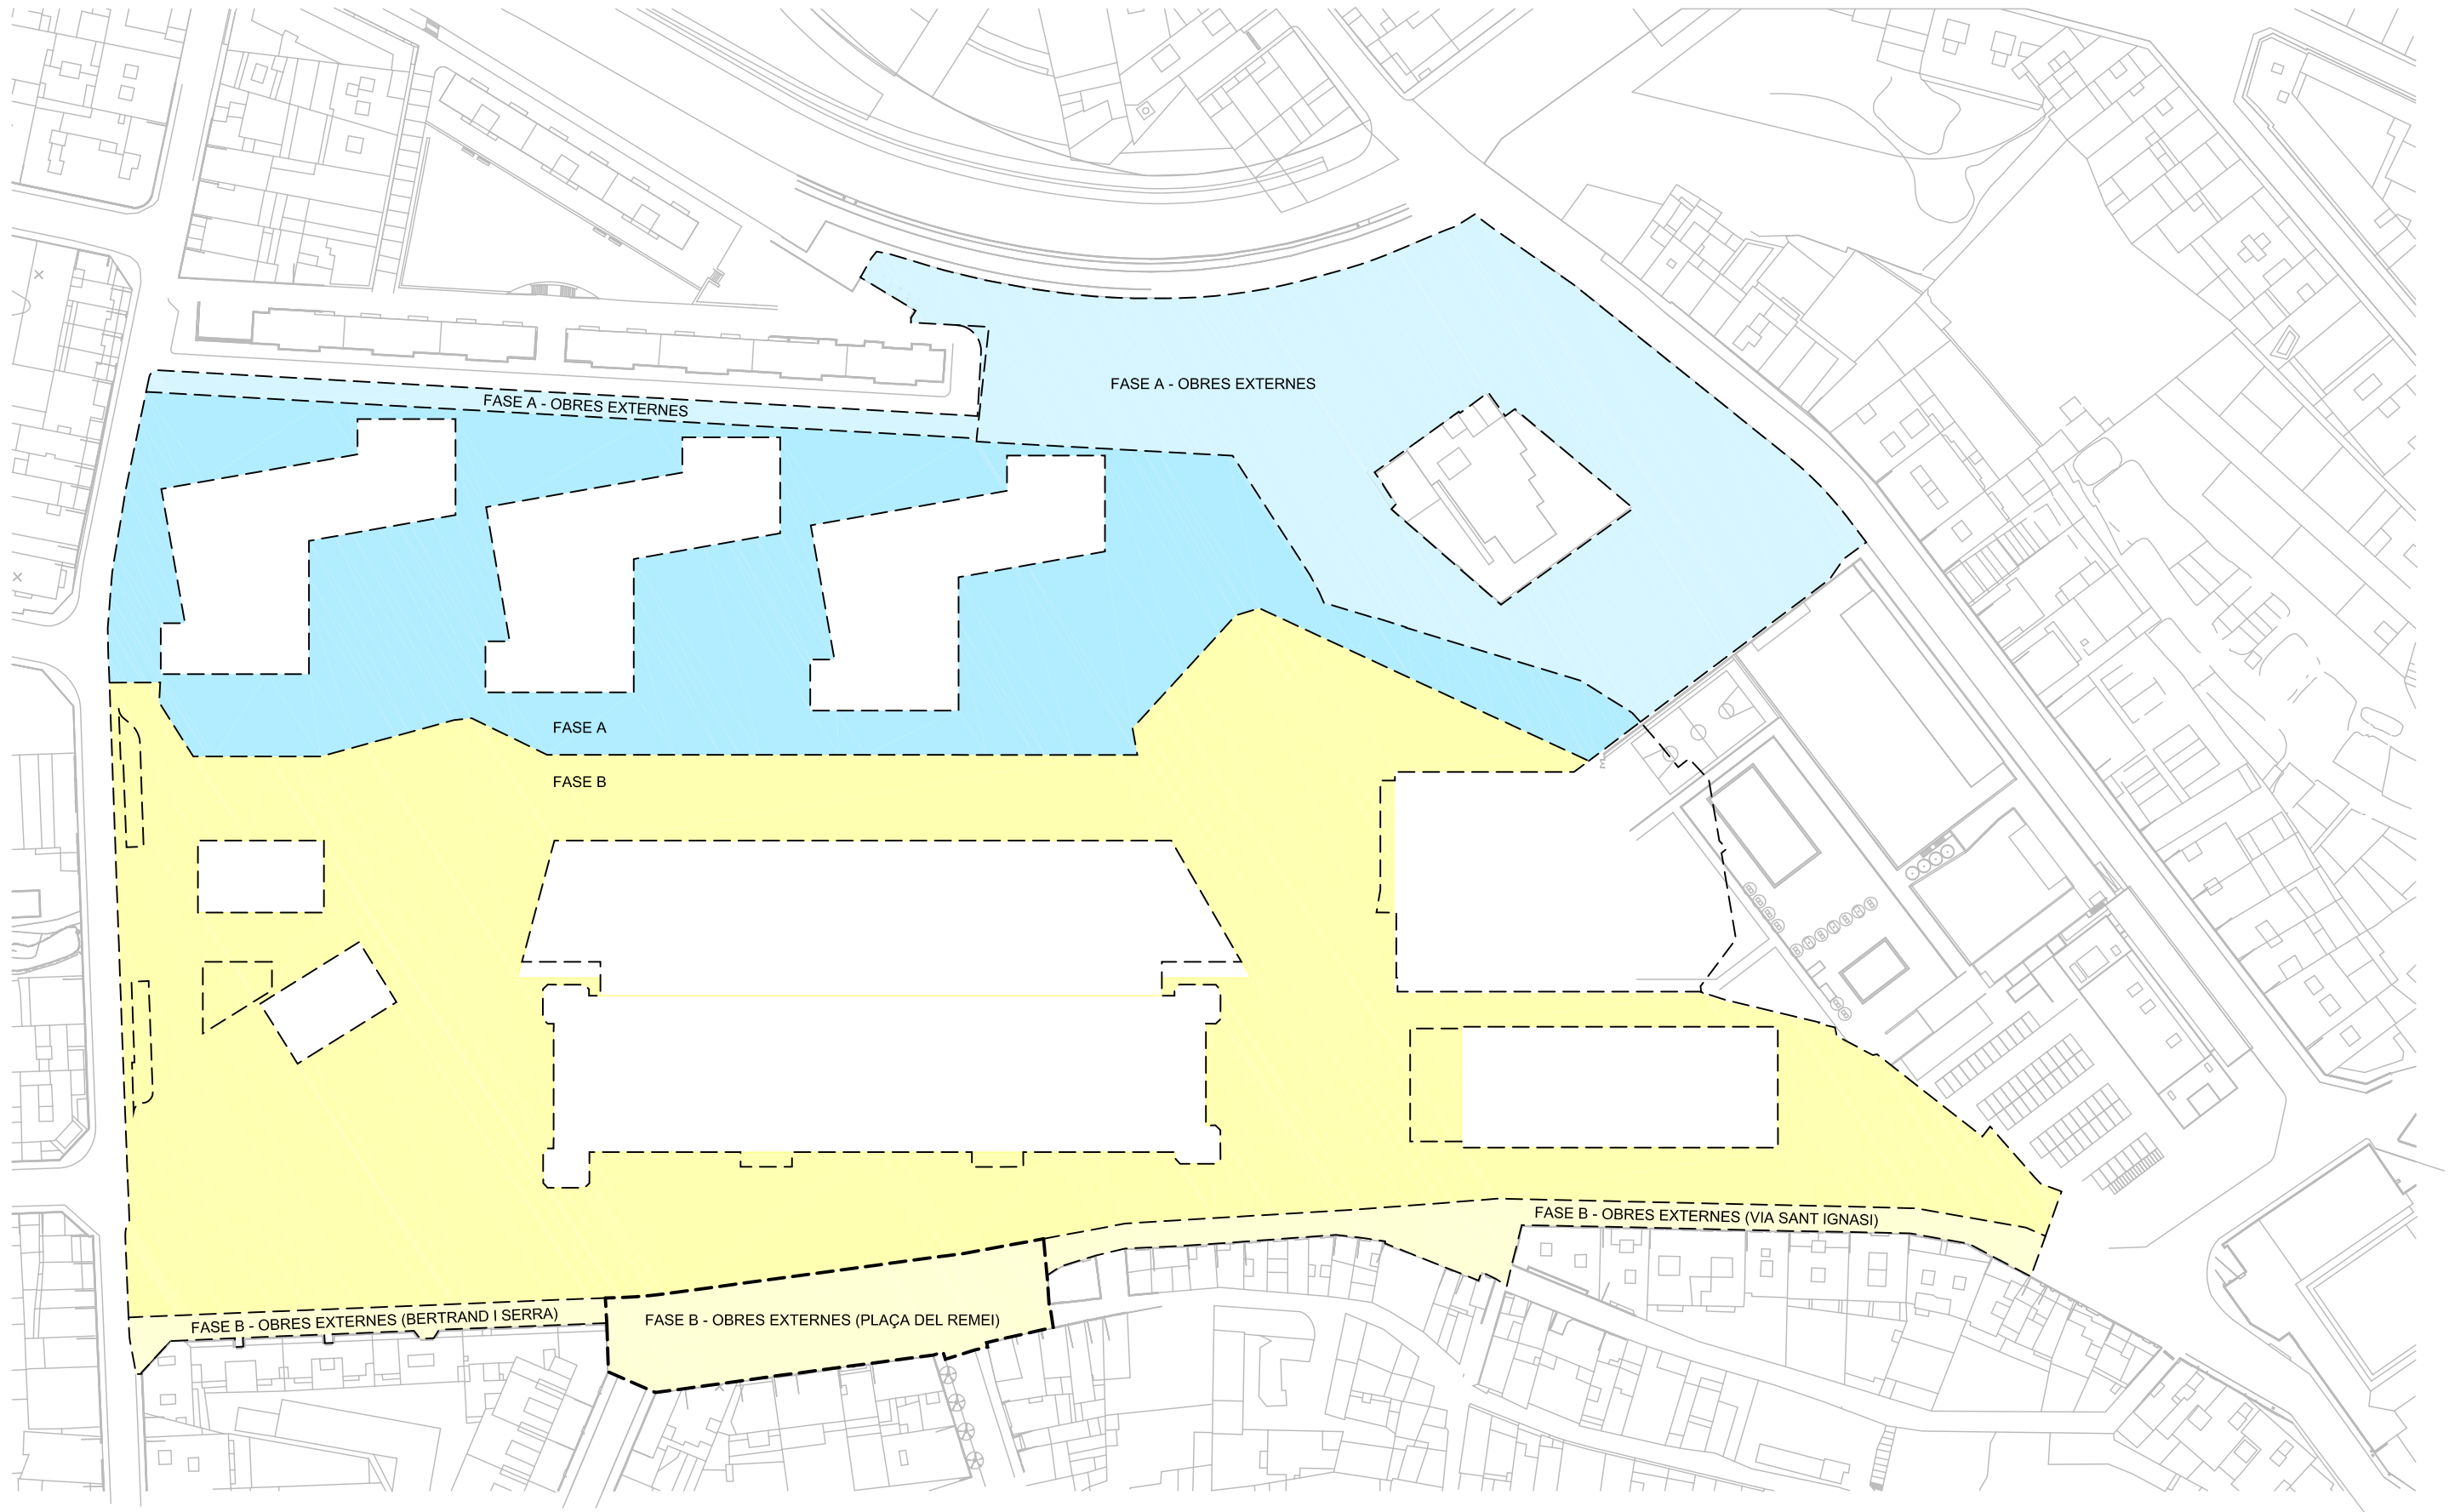 FASE A - OBRES EXTERNES
FASE A - OBRES EXTERNES
FASE A
FASE B
FASE B - OBRES EXTERNES (VIA SANT IGNASI)
FASE B - OBRES EXTERNES (BERTRAND I SERRA)
FASE B - OBRES EXTERNES (PLAÇA DEL REMEI)